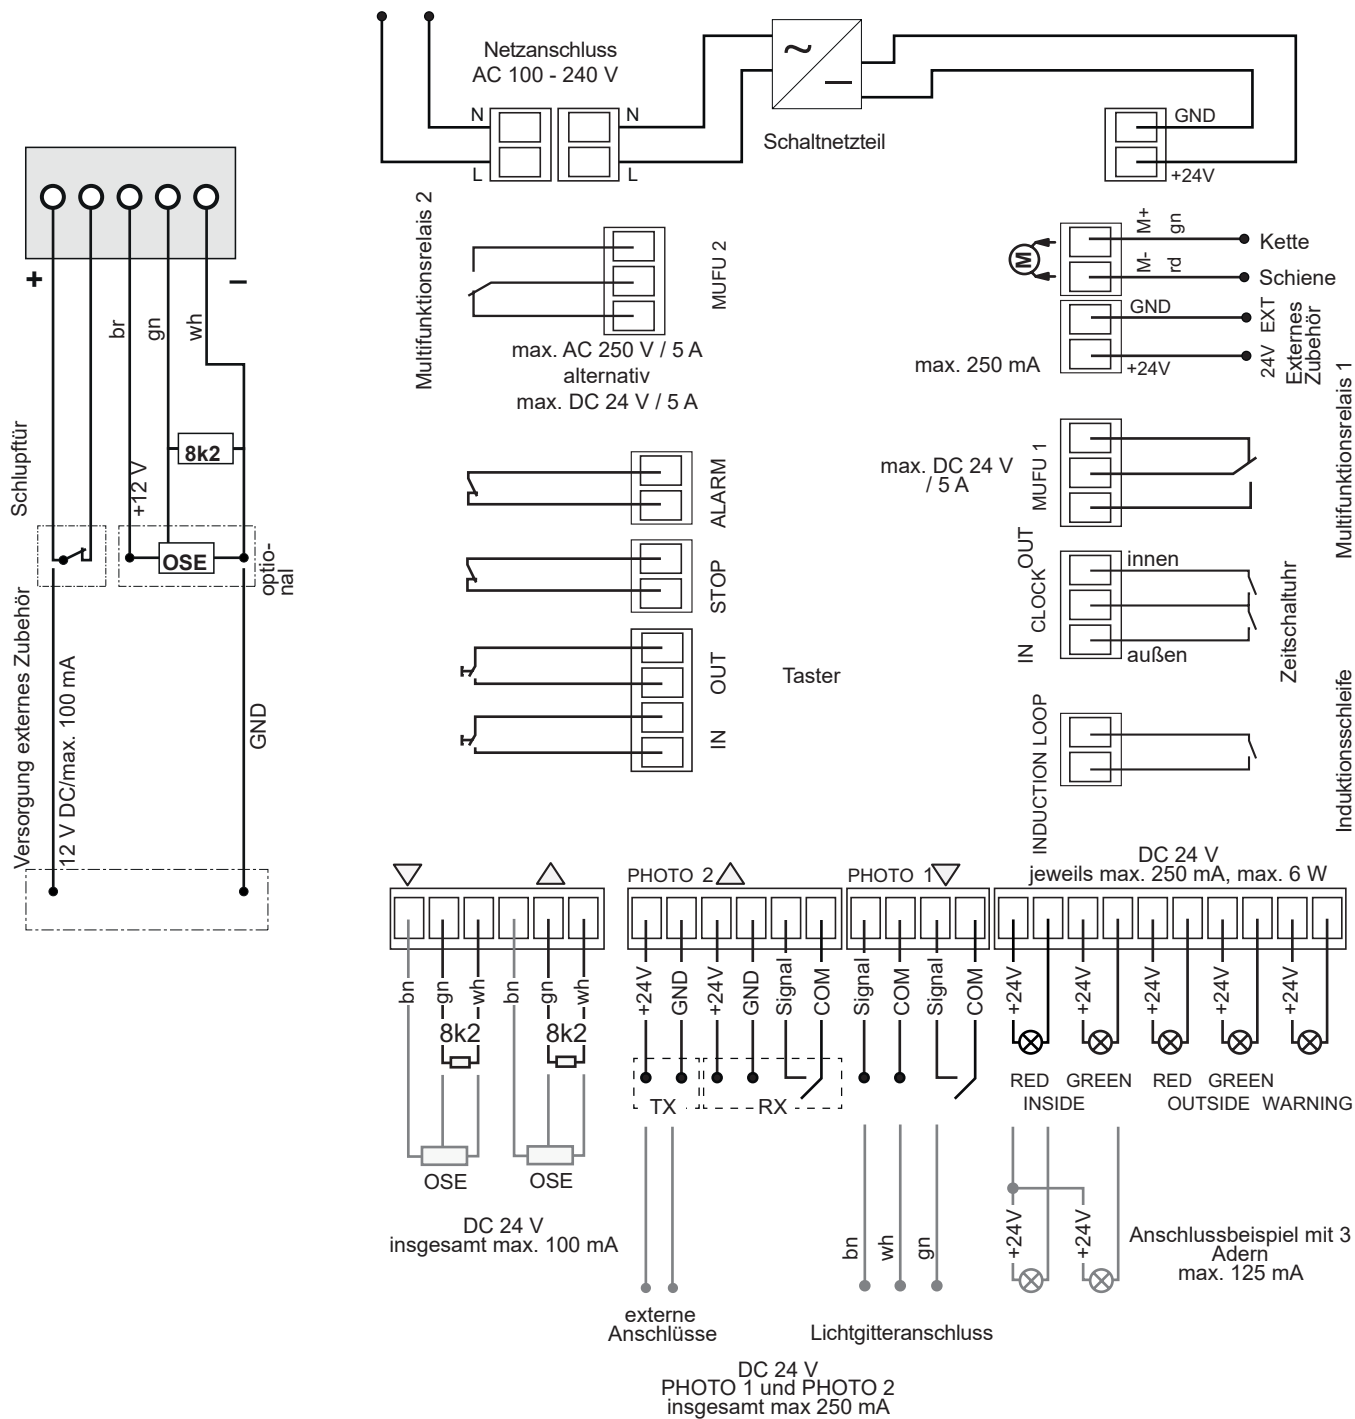 Netzanschluss
AC 100 - 240 V
N
N
L
L
~
Schaltnetzteil
GND
+24V
+
–
br
gn
wh
Schlupftür
+12 V
8k2
OSE
optio-
nal
Versorgung externes Zubehör
12 V DC/max. 100 mA
GND
Multifunktionsrelais 2
MUFU 2
max. AC 250 V / 5 A
alternativ
max. DC 24 V / 5 A
ALARM
STOP
OUT
IN
Taster
M
M+
gn
M-
rd
Kette
Schiene
GND
+24V
24V EXT
Externes
Zubehör
max. 250 mA
Multifunktionsrelais 1
max. DC 24 V
/ 5 A
MUFU 1
OUT
CLOCK
IN
innen
außen
Zeitschaltuhr
INDUCTION LOOP
Induktionsschleife
DC 24 V
jeweils max. 250 mA, max. 6 W
PHOTO 2
PHOTO 1
bn
gn
wh
bn
gn
wh
8k2
8k2
OSE
OSE
DC 24 V
insgesamt max. 100 mA
+24V
GND
+24V
GND
Signal
COM
TX
RX
externe
Anschlüsse
Signal
COM
Signal
COM
bn
wh
gn
Lichtgitteranschluss
DC 24 V
PHOTO 1 und PHOTO 2
insgesamt max 250 mA
+24V
+24V
+24V
+24V
+24V
RED GREEN RED GREEN
INSIDE OUTSIDE WARNING
+24V
+24V
Anschlussbeispiel mit 3
Adern
max. 125 mA